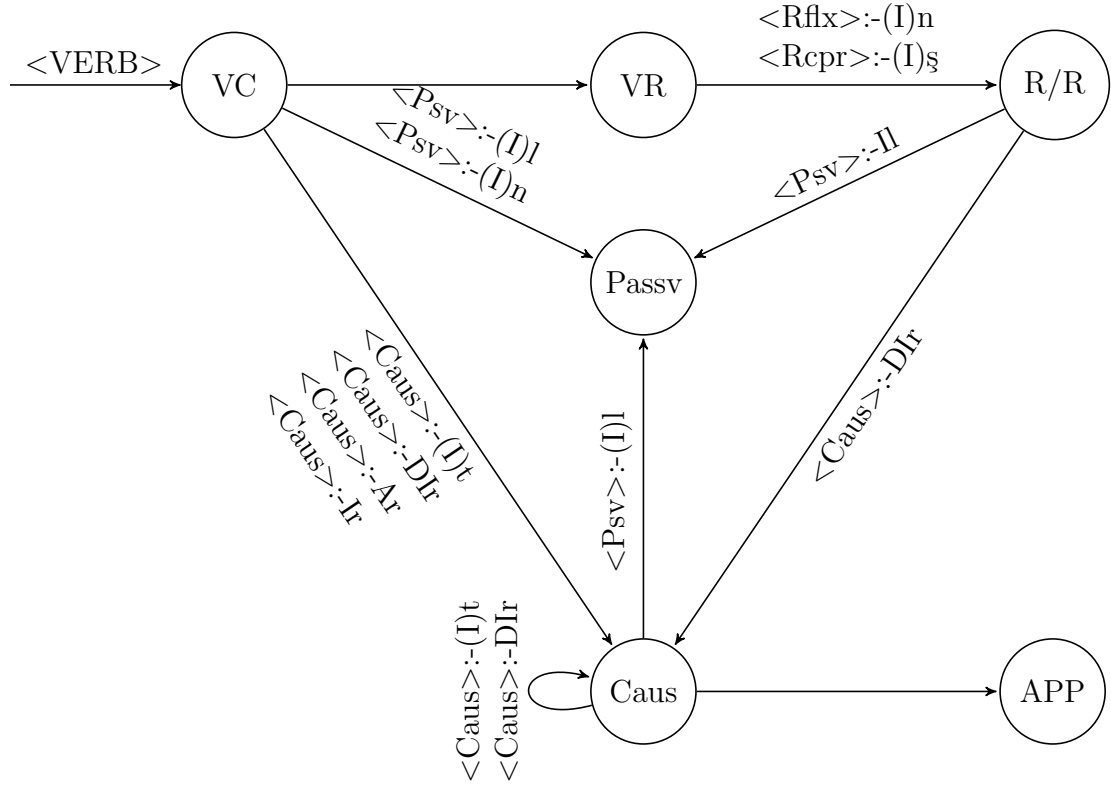 <Rflx>:-(I)n
<Rcpr>:-(I)ş
<VERB>
VC
VR
R/R
<Psv>:-(I)l
<Psv>:-(I)n
<Psv>:-Il
Passv
<Caus>:-(I)t
<Caus>:-DIr
<Caus>:-Ar
<Caus>:-Ir
<Caus>:-DIr
<Psv>:-(I)l
<Caus>:-(I)t
<Caus>:-DIr
Caus
APP